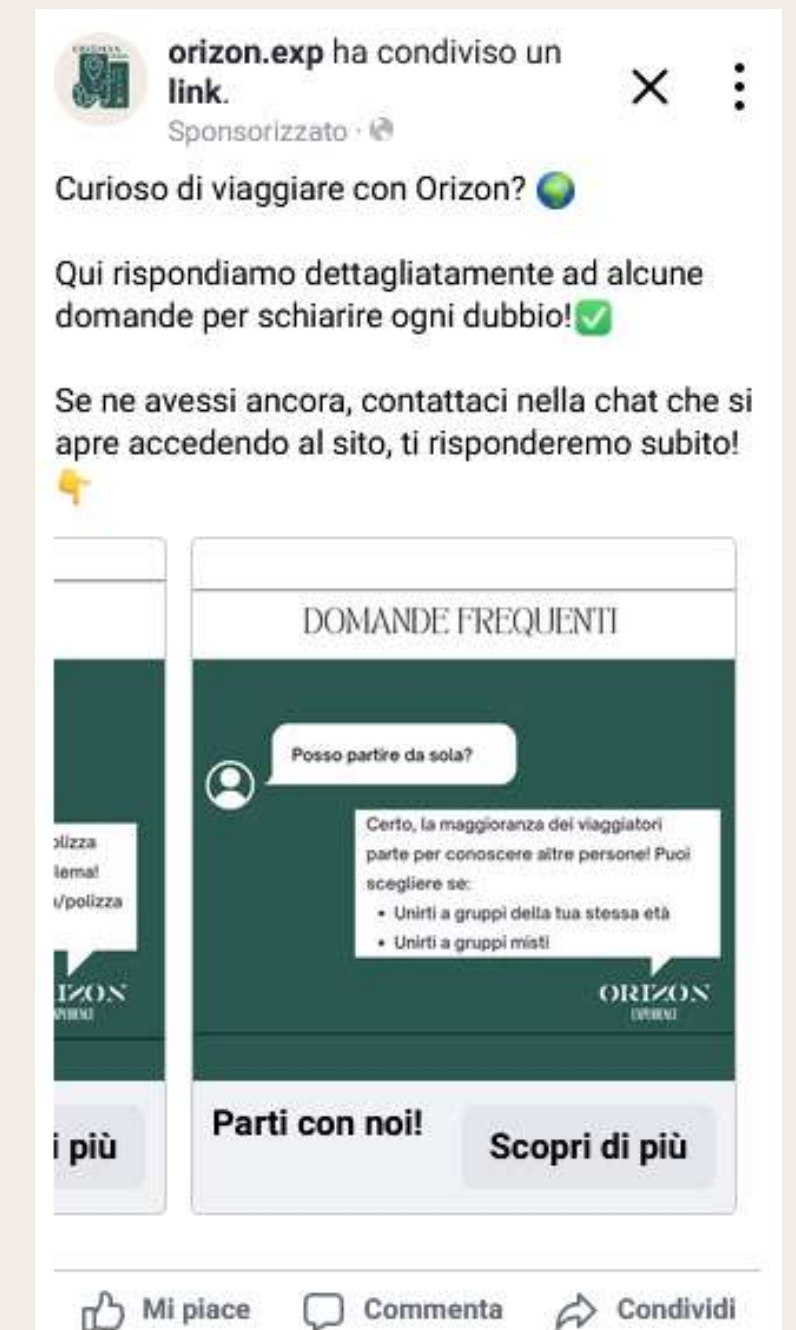 orizon.exp ha condiviso un
link.
Sponsorizzato ·
Curioso di viaggiare con Orizon? 🌍
Qui rispondiamo dettagliatamente ad alcune
domande per schiarire ogni dubbio!✅
Se ne avessi ancora, contattaci nella chat che si
apre accedendo al sito, ti risponderemo subito!
👇
DOMANDE FREQUENTI
Posso partire da sola?
Certo, la maggioranza dei viaggiatori
parte per conoscere altre persone! Puoi
scegliere se:
• Unirti a gruppi della tua stessa età
• Unirti a gruppi misti
/polizza
ORIZON
EXPERIENCE
Parti con noi!
i più
Scopri di più
Mi piace
Commenta
Condividi